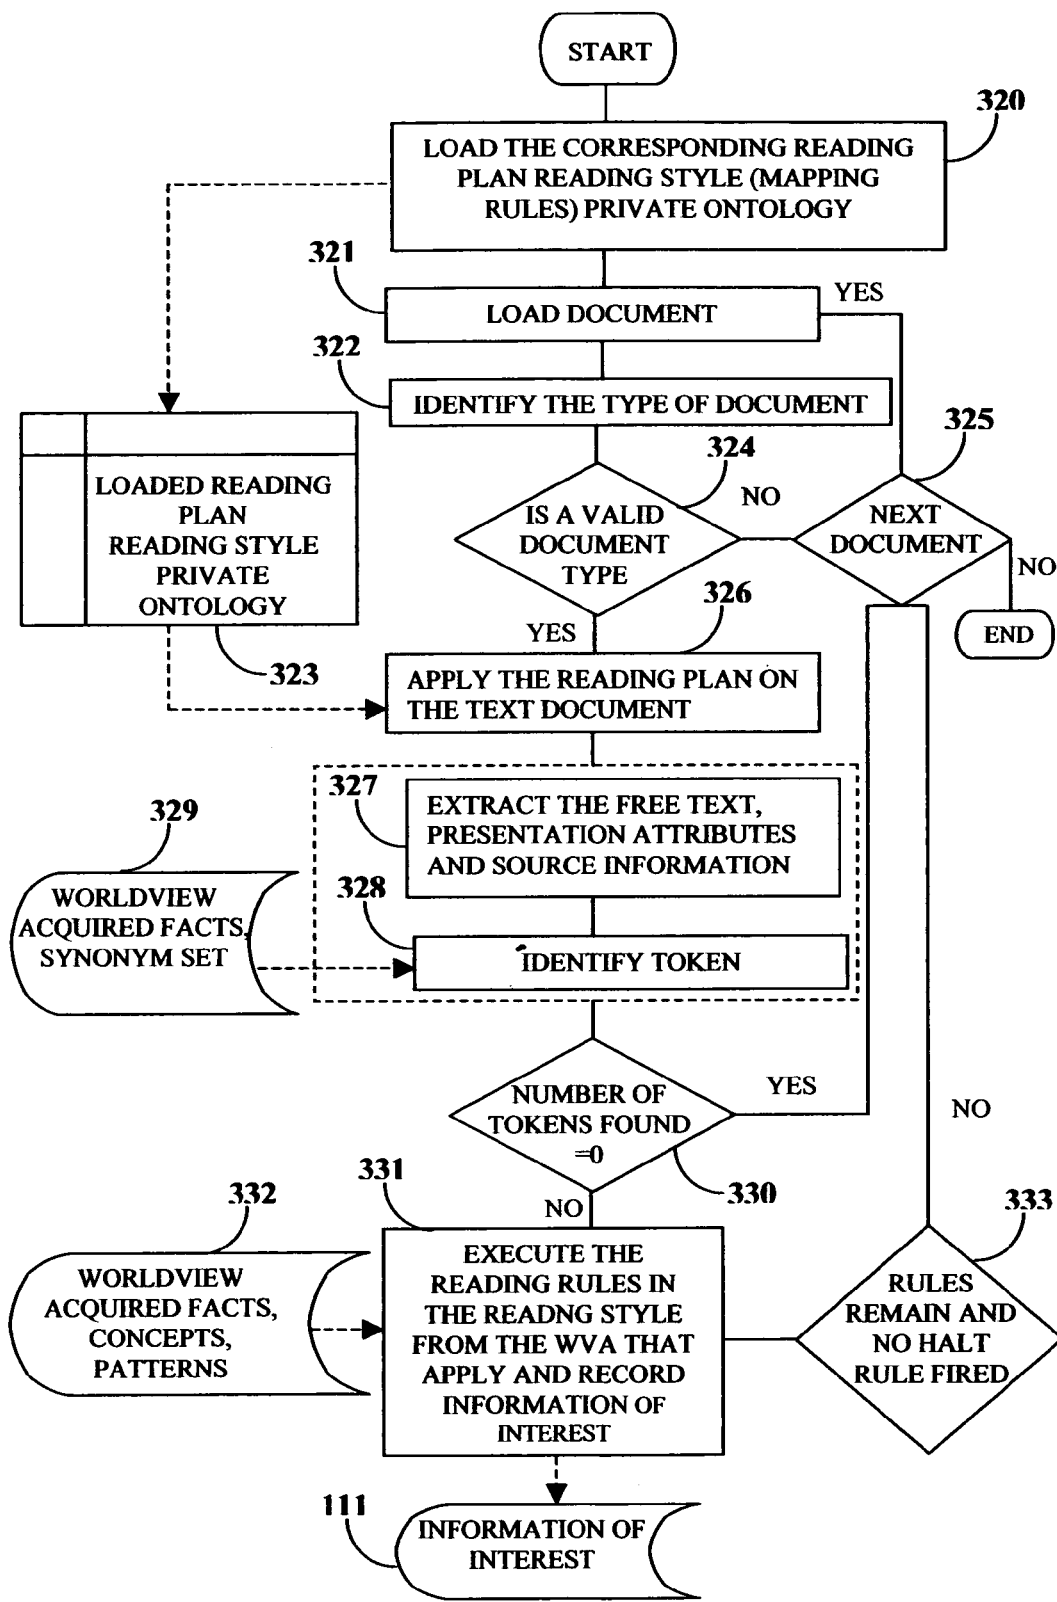 START
320
LOAD THE CORRESPONDING READING
PLAN READING STYLE (MAPPING
RULES) PRIVATE ONTOLOGY
321
YES
LOAD DOCUMENT
322
IDENTIFY THE TYPE OF DOCUMENT
324
325
LOADED READING
PLAN
READING STYLE
PRIVATE
ONTOLOGY
323
IS A VALID
DOCUMENT
TYPE
NO
NEXT
DOCUMENT
NO
END
YES
326
APPLY THE READING PLAN ON
THE TEXT DOCUMENT
327
EXTRACT THE FREE TEXT,
PRESENTATION ATTRIBUTES
AND SOURCE INFORMATION
329
WORLDVIEW
ACQUIRED FACTS,
SYNONYM SET
328
IDENTIFY TOKEN
NUMBER OF
TOKENS FOUND
=0
YES
NO
330
NO
331
332
333
WORLDVIEW
ACQUIRED FACTS,
CONCEPTS,
PATTERNS
EXECUTE THE
READING RULES IN
THE READNG STYLE
FROM THE WVA THAT
APPLY AND RECORD
INFORMATION OF
INTEREST
RULES
REMAIN AND
NO HALT
RULE FIRED
111
INFORMATION OF
INTEREST